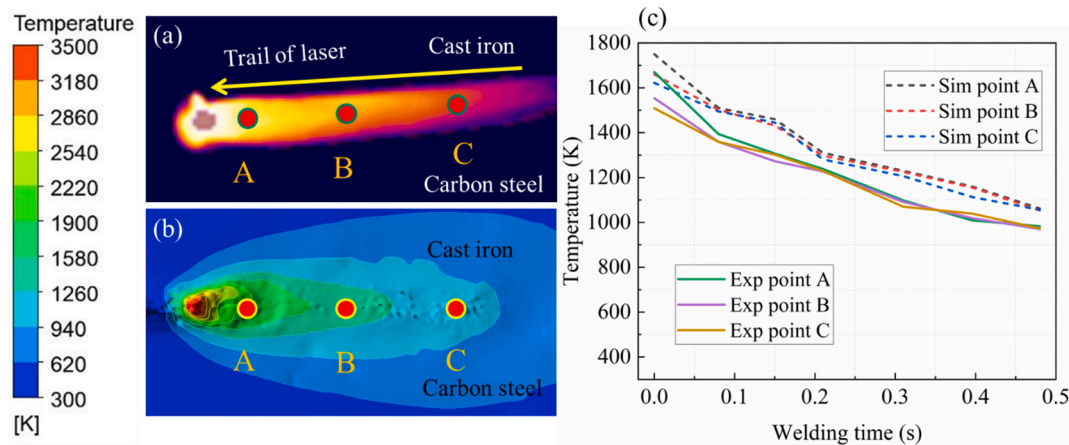 Temperature
3500
3180
2860
2540
2220
1900
1580
1260
940
620
300
[K]
(a)
Trail of laser
Cast iron
A
B
C
Carbon steel
(b)
Cast iron
A
B
C
Carbon steel
(c)
Temperature (K)
1800
1600
1400
1200
1000
800
600
400
Sim point A
Sim point B
Sim point C
Exp point A
Exp point B
Exp point C
0.0 0.1 0.2 0.3 0.4 0.5
Welding time (s)